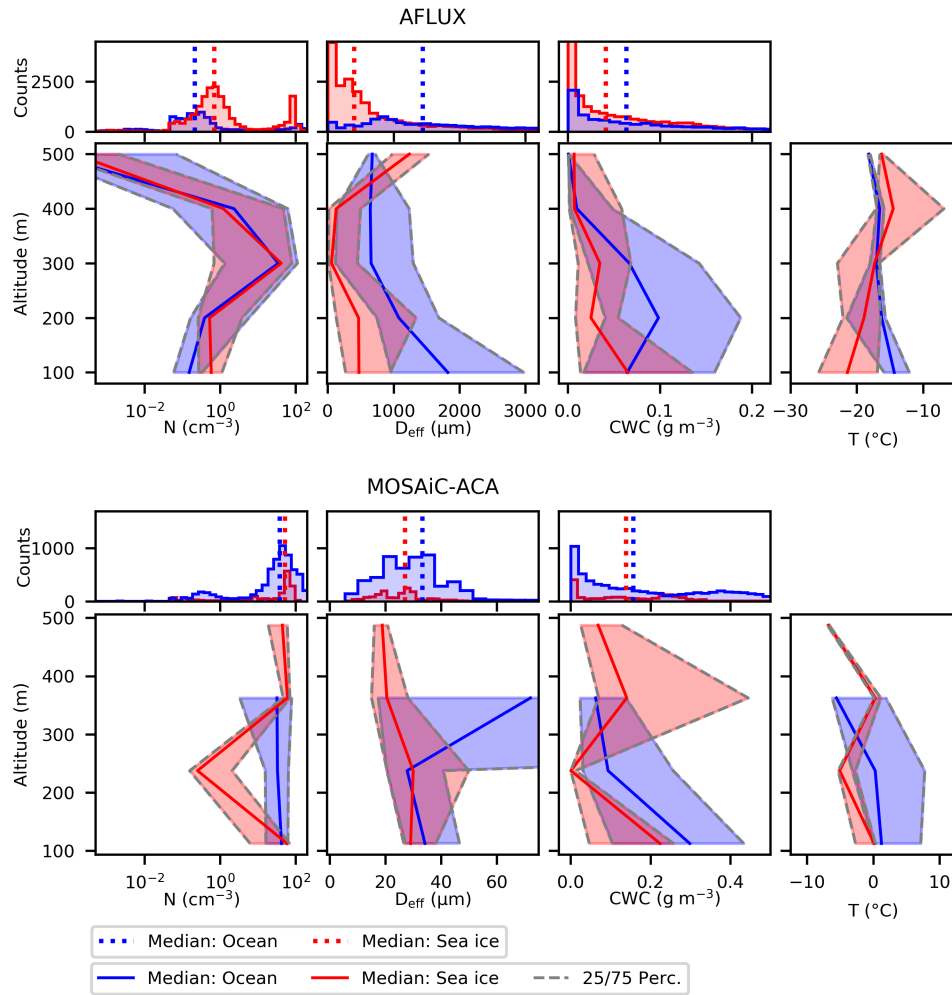 AFLUX
Counts
2500
0
Altitude (m)
500
400
300
200
100
10⁻² 10⁰ 10²
N (cm⁻³)
0 1000 2000 3000
D_eff (μm)
0.0 0.1 0.2
CWC (g m⁻³)
−30 −20 −10
T (°C)
MOSAiC-ACA
Counts
1000
0
Altitude (m)
500
400
300
200
100
10⁻² 10⁰ 10²
N (cm⁻³)
0 20 40 60
D_eff (μm)
0.0 0.2 0.4
CWC (g m⁻³)
−10 0 10
T (°C)
Median: Ocean Median: Sea ice
Median: Ocean Median: Sea ice 25/75 Perc.